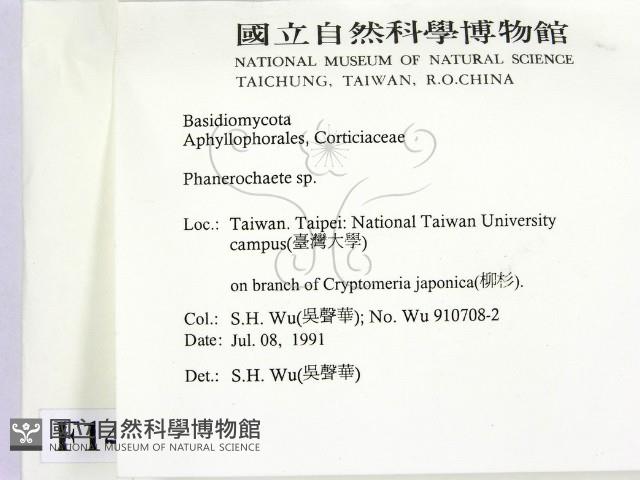 國立自然科學博物館
NATIONAL MUSEUM OF NATURAL SCIENCE
TAICHUNG, TAIWAN, R.O.CHINA
Basidiomycota
Aphyllophorales, Corticiaceae
Phanerochaete sp.
Loc.: Taiwan. Taipei: National Taiwan University
campus(臺灣大學)
on branch of Cryptomeria japonica(柳杉).
Col.: S.H. Wu(吳聲華); No. Wu 910708-2
Date: Jul. 08, 1991
Det.: S.H. Wu(吳聲華)
國立自然科學博物館
NATIONAL MUSEUM OF NATURAL SCIENCE